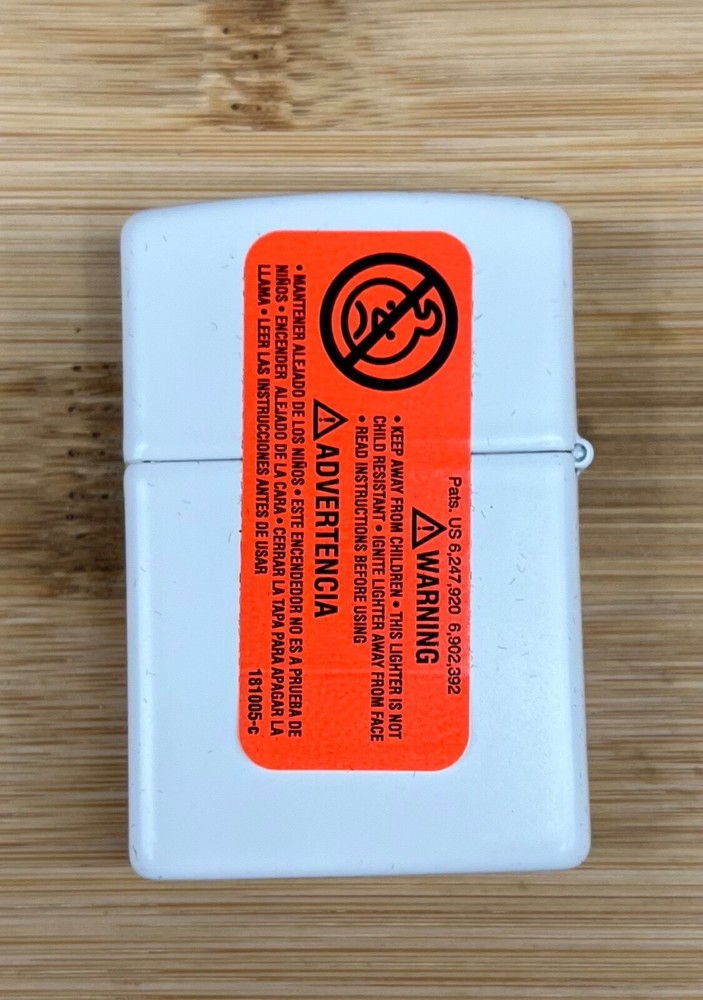 Pats. US 6,247,920  6,902,392
WARNING
• KEEP AWAY FROM CHILDREN • THIS LIGHTER IS NOT
CHILD RESISTANT • IGNITE LIGHTER AWAY FROM FACE
• READ INSTRUCTIONS BEFORE USING
ADVERTENCIA
• MANTENER ALEJADO DE LOS NIÑOS • ESTE ENCENDEDOR NO ES A PRUEBA DE
NIÑOS • ENCENDER ALEJADO DE LA CARA • CERRAR LA TAPA PARA APAGAR LA
LLAMA • LEER LAS INSTRUCCIONES ANTES DE USAR
181005-c